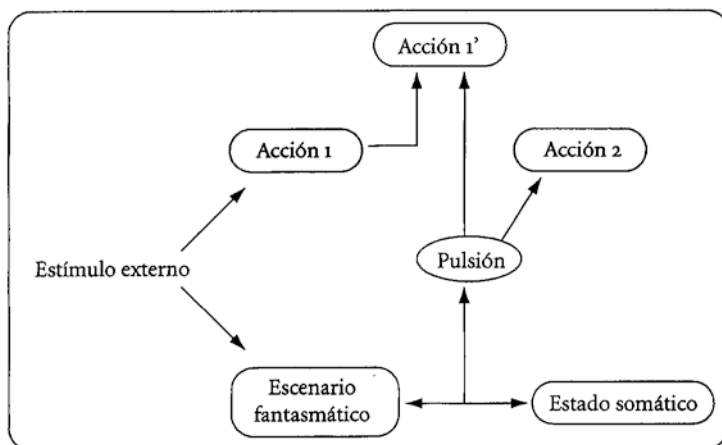 Acción 1’
Acción 1
Acción 2
Estímulo externo
Pulsión
Escenario
fantasmático
Estado somático